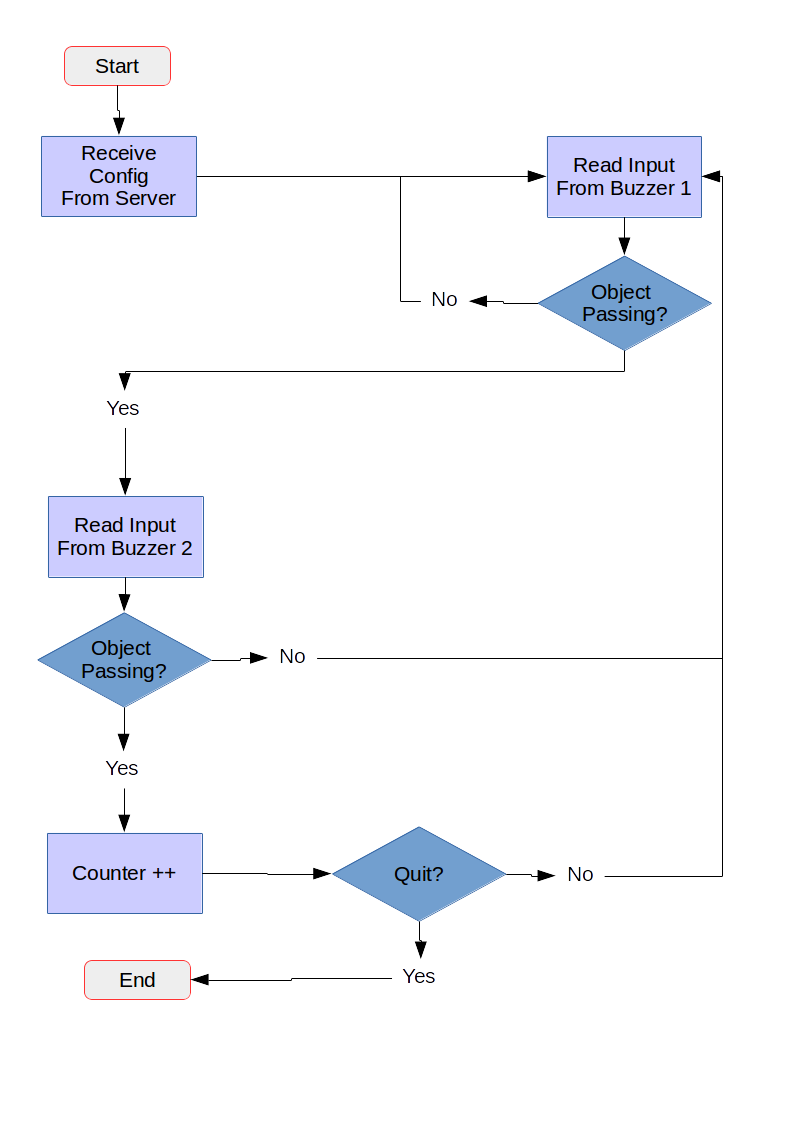 Start
Receive
Config
From Server
Read Input
From Buzzer 1
Object
Passing?
No
Yes
Read Input
From Buzzer 2
Object
Passing?
No
Yes
Counter ++
Quit?
No
Yes
End